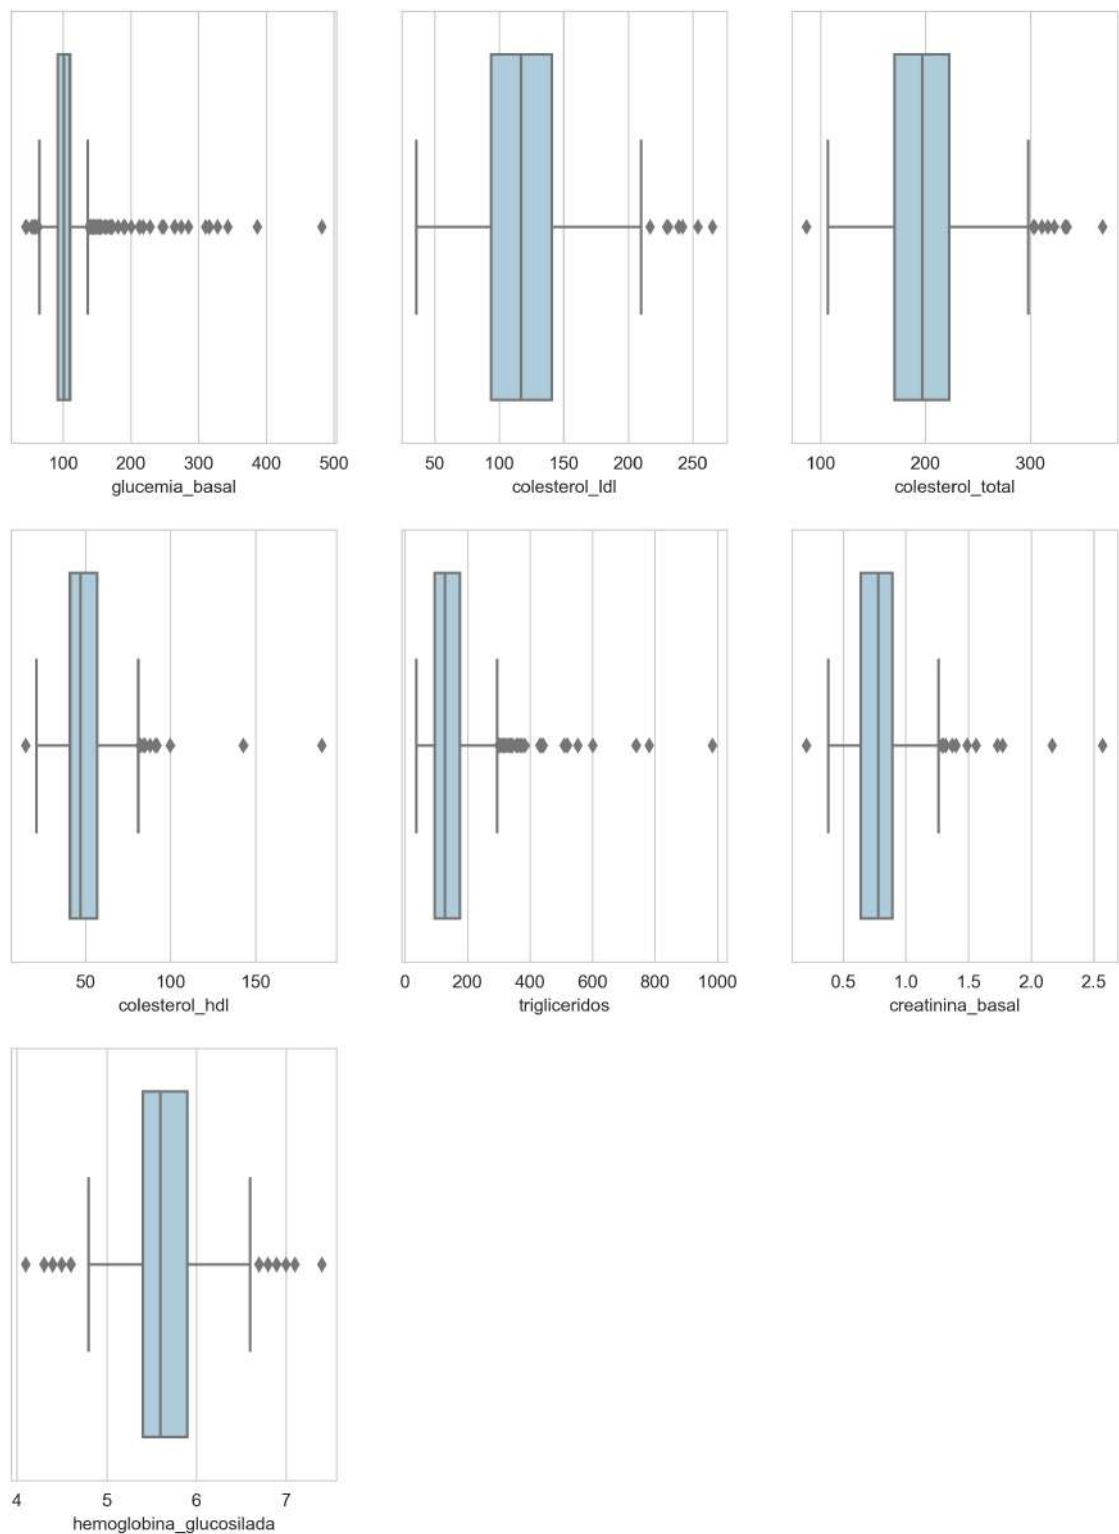 100 200 300 400 500
glucemia_basal
50 100 150 200 250
colesterol_ldl
100 200 300
colesterol_total
50 100 150
colesterol_hdl
0 200 400 600 800 1000
trigliceridos
0.5 1.0 1.5 2.0 2.5
creatinina_basal
4 5 6 7
hemoglobina_glucosilada